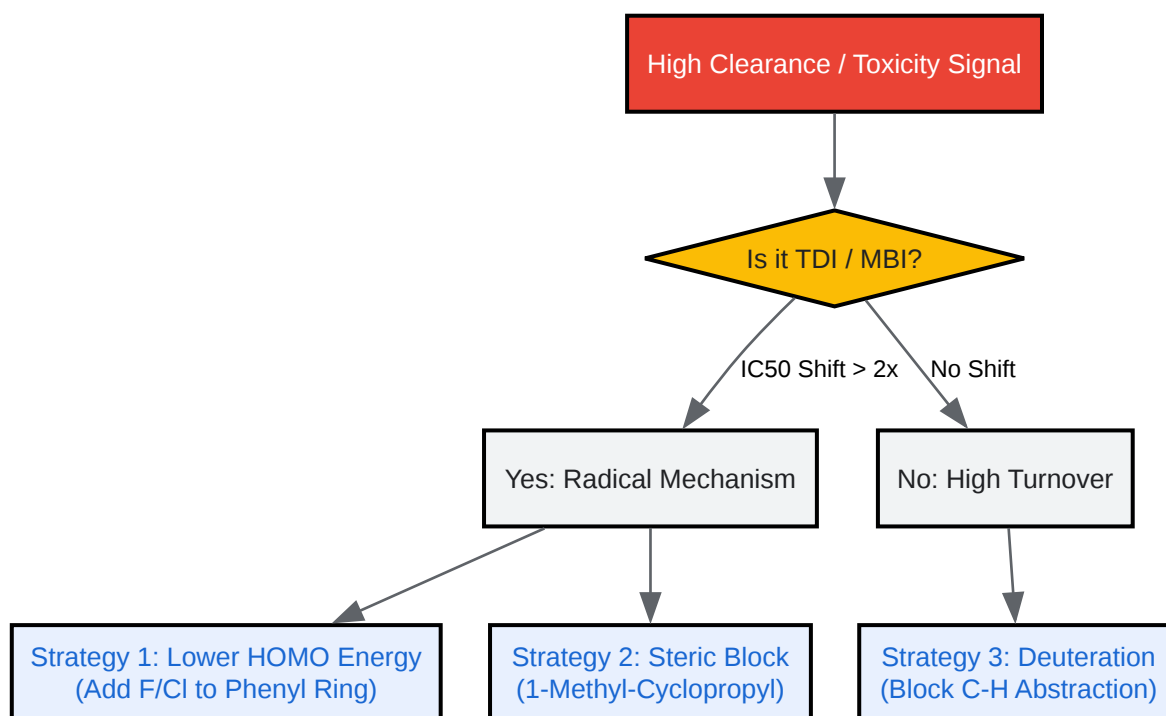 High Clearance / Toxicity Signal
Is it TDI / MBI?
IC50 Shift > 2x
No Shift
Yes: Radical Mechanism
No: High Turnover
Strategy 1: Lower HOMO Energy
(Add F/Cl to Phenyl Ring)
Strategy 2: Steric Block
(1-Methyl-Cyclopropyl)
Strategy 3: Deuteration
(Block C-H Abstraction)